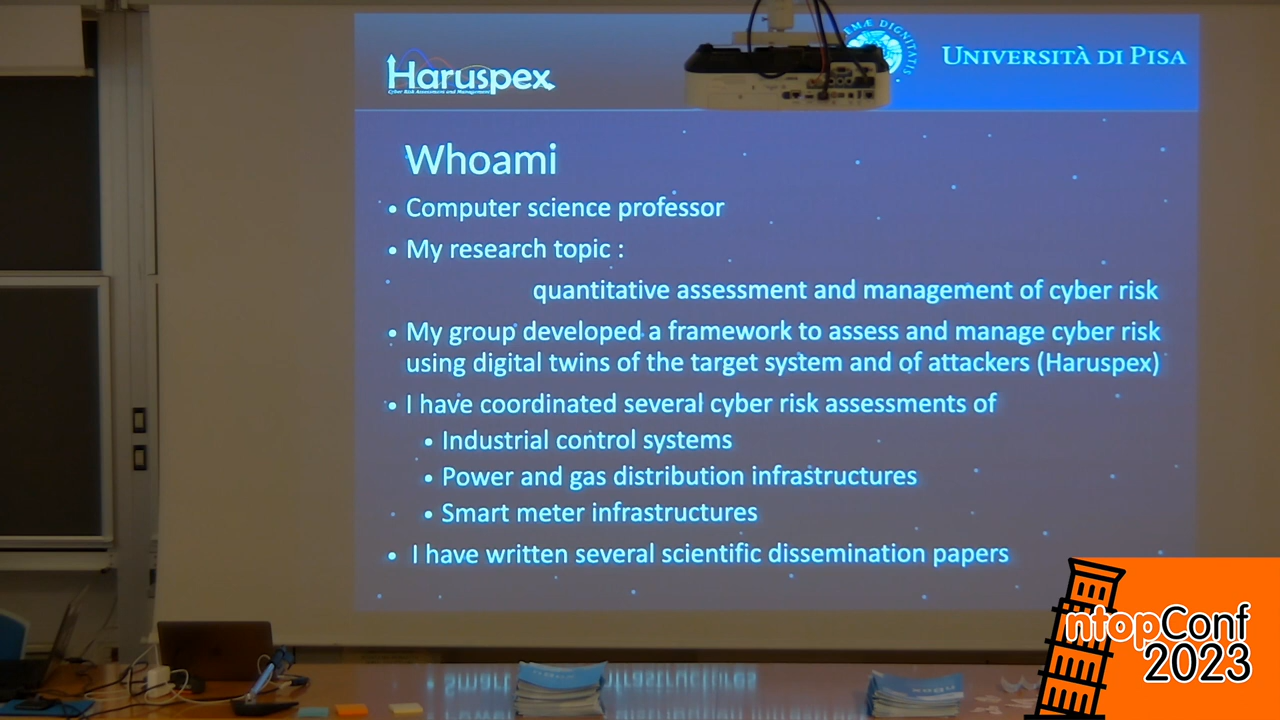 Haruspex
Cyber Risk Assessment and Management
DIGNITATIS
UNIVERSITÀ DI PISA
Whoami
• Computer science professor
• My research topic :
quantitative assessment and management of cyber risk
• My group developed a framework to assess and manage cyber risk
using digital twins of the target system and of attackers (Haruspex)
• I have coordinated several cyber risk assessments of
• Industrial control systems
• Power and gas distribution infrastructures
• Smart meter infrastructures
• I have written several scientific dissemination papers
ntopConf
2023